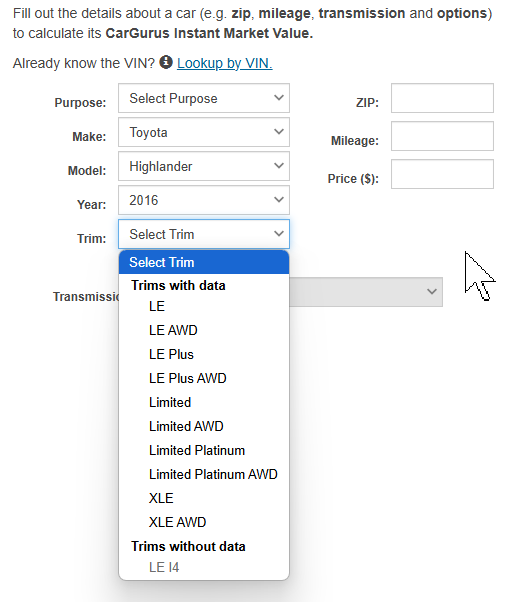 Fill out the details about a car (e.g. zip, mileage, transmission and options)
to calculate its CarGurus Instant Market Value.
Already know the VIN? Lookup by VIN.
Purpose: Select Purpose
ZIP:
Make: Toyota
Mileage:
Model: Highlander
Price ($):
Year: 2016
Trim: Select Trim
Select Trim
Trims with data
Transmissi
LE
LE AWD
LE Plus
LE Plus AWD
Limited
Limited AWD
Limited Platinum
Limited Platinum AWD
XLE
XLE AWD
Trims without data
LE I4